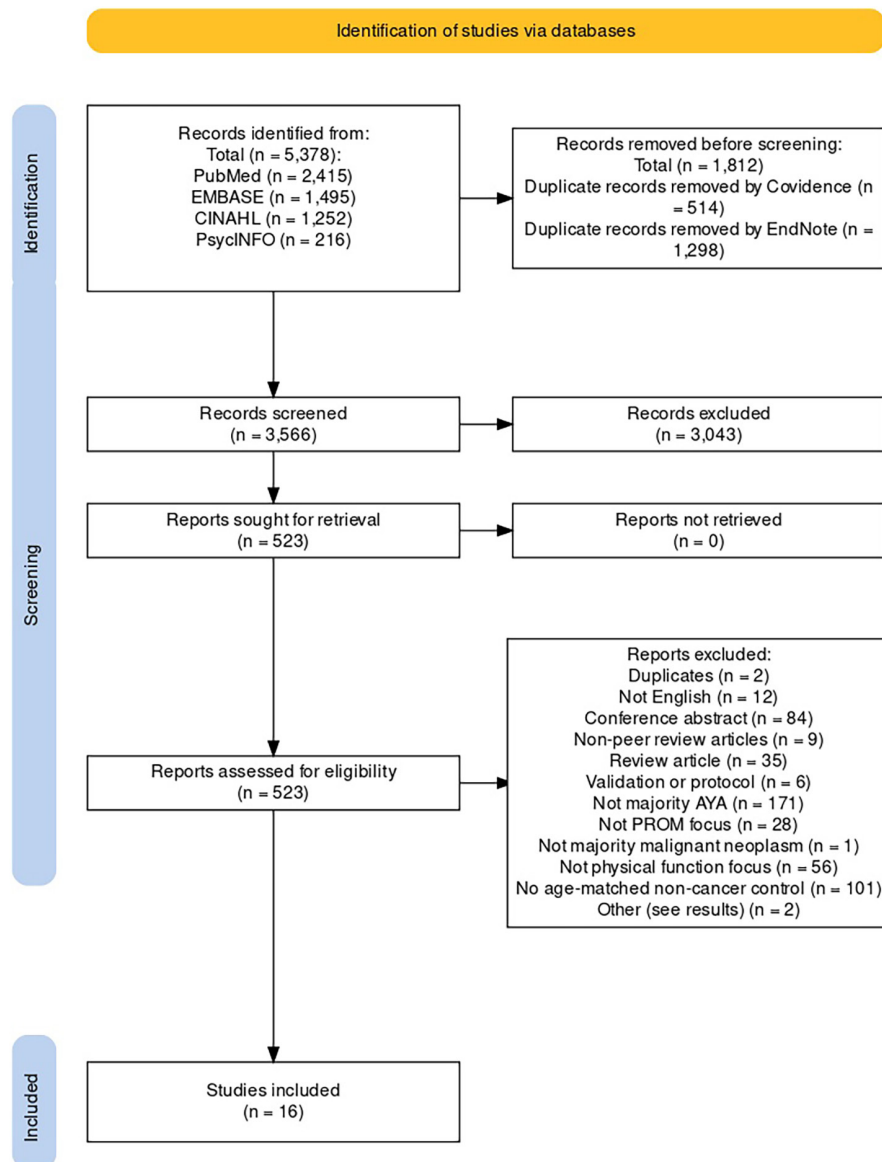 Identification of studies via databases
Identification
Records identified from:
Total (n = 5,378):
PubMed (n = 2,415)
EMBASE (n = 1,495)
CINAHL (n = 1,252)
PsycINFO (n = 216)
Records removed before screening:
Total (n = 1,812)
Duplicate records removed by Covidence (n
= 514)
Duplicate records removed by EndNote (n =
1,298)
Screening
Records screened
(n = 3,566)
Records excluded
(n = 3,043)
Reports sought for retrieval
(n = 523)
Reports not retrieved
(n = 0)
Reports assessed for eligibility
(n = 523)
Reports excluded:
Duplicates (n = 2)
Not English (n = 12)
Conference abstract (n = 84)
Non-peer review articles (n = 9)
Review article (n = 35)
Validation or protocol (n = 6)
Not majority AYA (n = 171)
Not PROM focus (n = 28)
Not majority malignant neoplasm (n = 1)
Not physical function focus (n = 56)
No age-matched non-cancer control (n = 101)
Other (see results) (n = 2)
Included
Studies included
(n = 16)